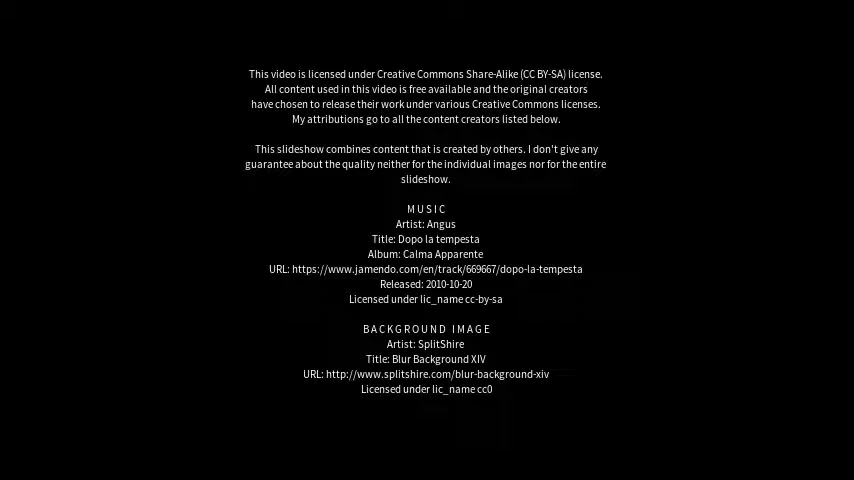 This video is licensed under Creative Commons Share-Alike (CC BY-SA) license.
All content used in this video is free available and the original creators
have chosen to release their work under various Creative Commons licenses.
My attributions go to all the content creators listed below.
This slideshow combines content that is created by others. I don't give any
guarantee about the quality neither for the individual images nor for the entire
slideshow.
M U S I C
Artist: Angus
Title: Dopo la tempesta
Album: Calma Apparente
URL: https://www.jamendo.com/en/track/669667/dopo-la-tempesta
Released: 2010-10-20
Licensed under lic_name cc-by-sa
B A C K G R O U N D   I M A G E
Artist: SplitShire
Title: Blur Background XIV
URL: http://www.splitshire.com/blur-background-xiv
Licensed under lic_name cc0